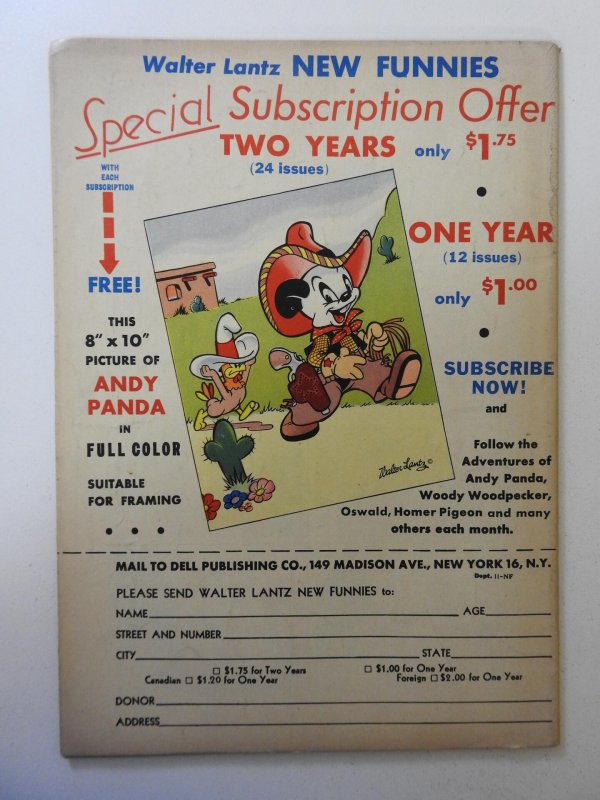 Walter Lantz NEW FUNNIES
Special Subscription Offer
TWO YEARS only $1.75
(24 issues)
WITH
EACH
SUBSCRIPTION
FREE!
THIS
8" x 10"
PICTURE OF
ANDY
PANDA
IN
FULL COLOR
SUITABLE
FOR FRAMING
• • •
•
ONE YEAR
(12 issues)
only $1.00
•
SUBSCRIBE
NOW!
and
Follow the
Adventures of
Andy Panda,
Woody Woodpecker,
Oswald, Homer Pigeon and many
others each month.
Walter Lantz ©
MAIL TO DELL PUBLISHING CO., 149 MADISON AVE., NEW YORK 16, N.Y.
Dept. 11-NF
PLEASE SEND WALTER LANTZ NEW FUNNIES to:
NAME AGE
STREET AND NUMBER
CITY STATE
☐ $1.75 for Two Years ☐ $1.00 for One Year
Canadian ☐ $1.20 for One Year Foreign ☐ $2.00 for One Year
DONOR
ADDRESS